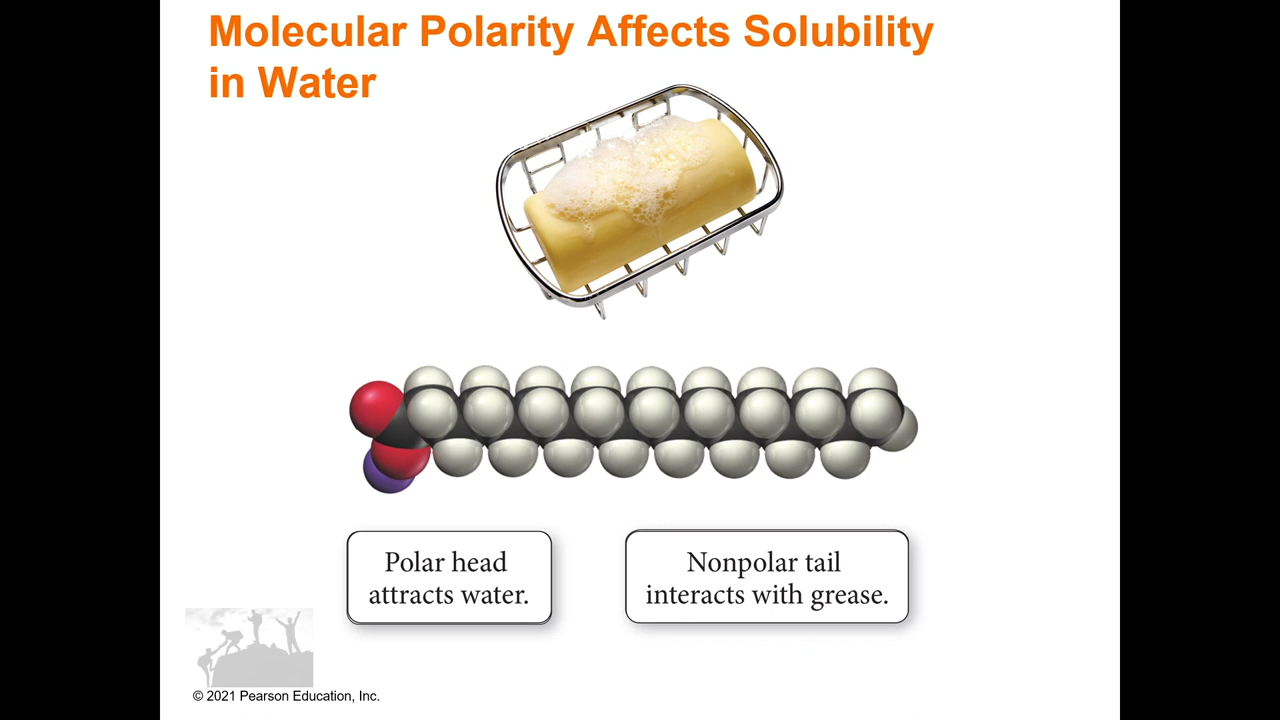 Molecular Polarity Affects Solubility
in Water
Polar head
attracts water.
Nonpolar tail
interacts with grease.
© 2021 Pearson Education, Inc.